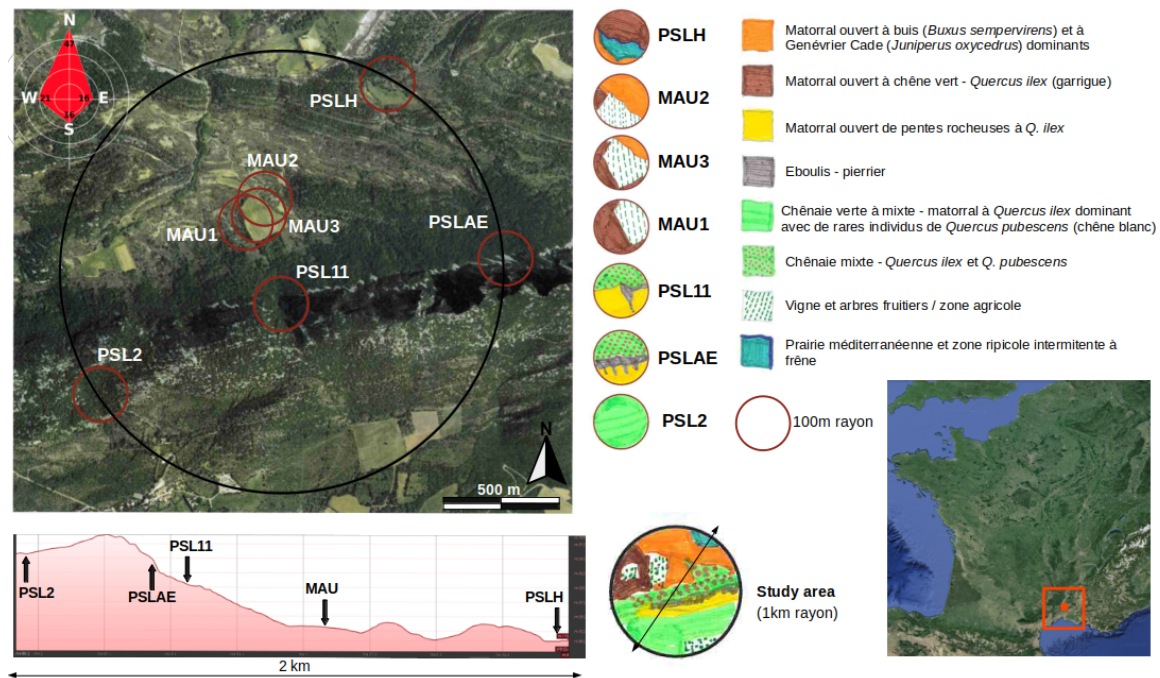 N
43
W 21 16 E
16
S
PSLH
MAU2
MAU1
MAU3
PSLAE
PSL11
PSL2
N
500 m
PSLH
MAU2
MAU3
MAU1
PSL11
PSLAE
PSL2
Matorral ouvert à buis (Buxus sempervirens) et à
Genévrier Cade (Juniperus oxycedrus) dominants
Matorral ouvert à chêne vert - Quercus ilex (garrigue)
Matorral ouvert de pentes rocheuses à Q. ilex
Eboulis - pierrier
Chênaie verte à mixte - matorral à Quercus ilex dominant
avec de rares individus de Quercus pubescens (chêne blanc)
Chênaie mixte - Quercus ilex et Q. pubescens
Vigne et arbres fruitiers / zone agricole
Prairie méditerranéenne et zone ripicole intermitente à
frêne
100m rayon
PSL2
PSLAE
PSL11
MAU
PSLH
2 km
Study area
(1km rayon)